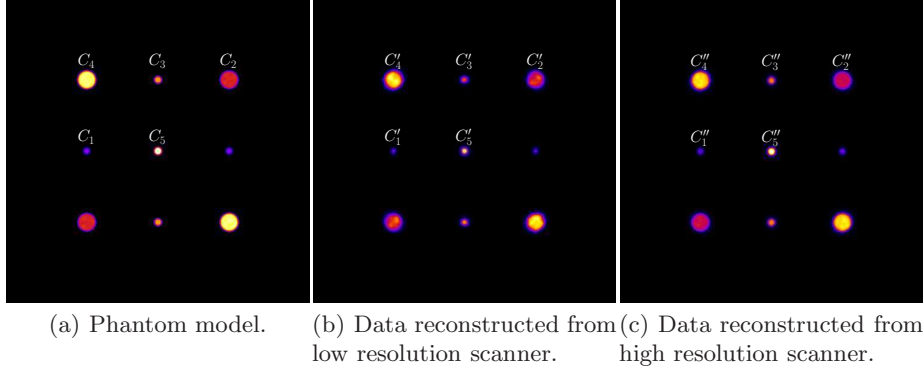 C₄ C₃ C₂
C₁ C₅
C′₄ C′₃ C′₂
C′₁ C′₅
C″₄ C″₃ C″₂
C″₁ C″₅
(a) Phantom model.
(b) Data reconstructed from
low resolution scanner.
(c) Data reconstructed from
high resolution scanner.